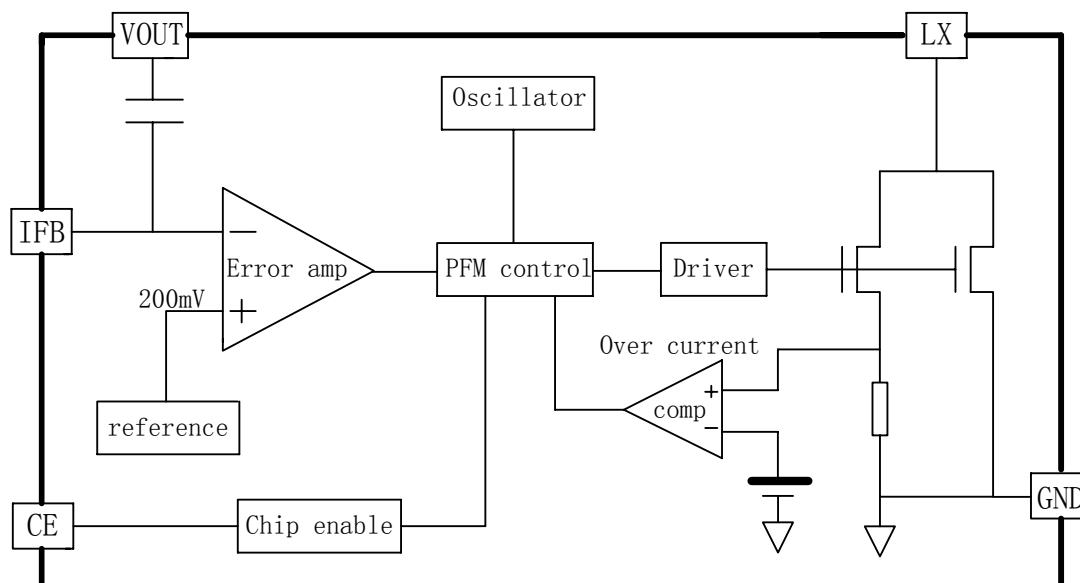 VOUT
LX
Oscillator
IFB
−
Error amp
PFM control
Driver
200mV
+
Over current
+
comp
−
reference
GND
CE
Chip enable